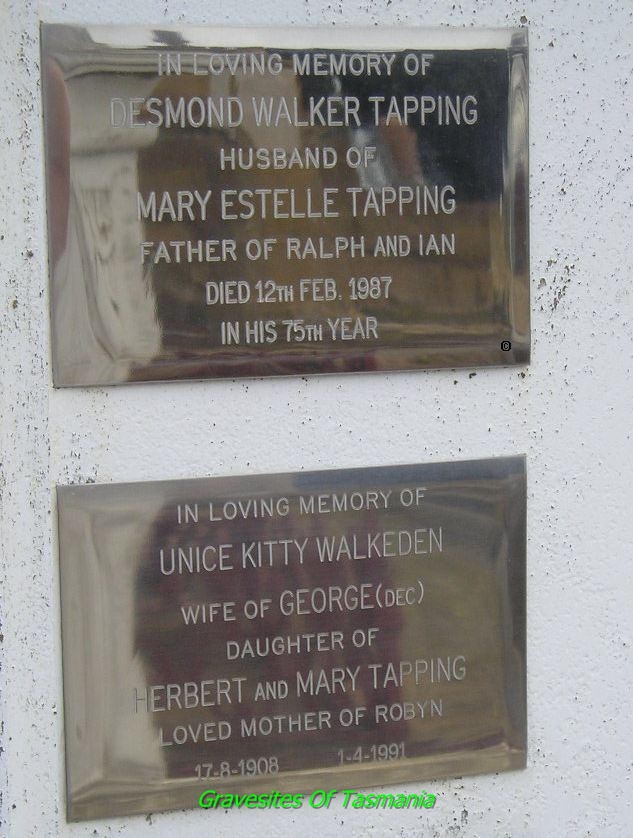 IN LOVING MEMORY OF
DESMOND WALKER TAPPING
HUSBAND OF
MARY ESTELLE TAPPING
FATHER OF RALPH AND IAN
DIED 12TH FEB. 1987
IN HIS 75TH YEAR
©
IN LOVING MEMORY OF
UNICE KITTY WALKEDEN
WIFE OF GEORGE (DEC)
DAUGHTER OF
HERBERT AND MARY TAPPING
LOVED MOTHER OF ROBYN
17-8-1908 1-4-1991
Gravesites Of Tasmania